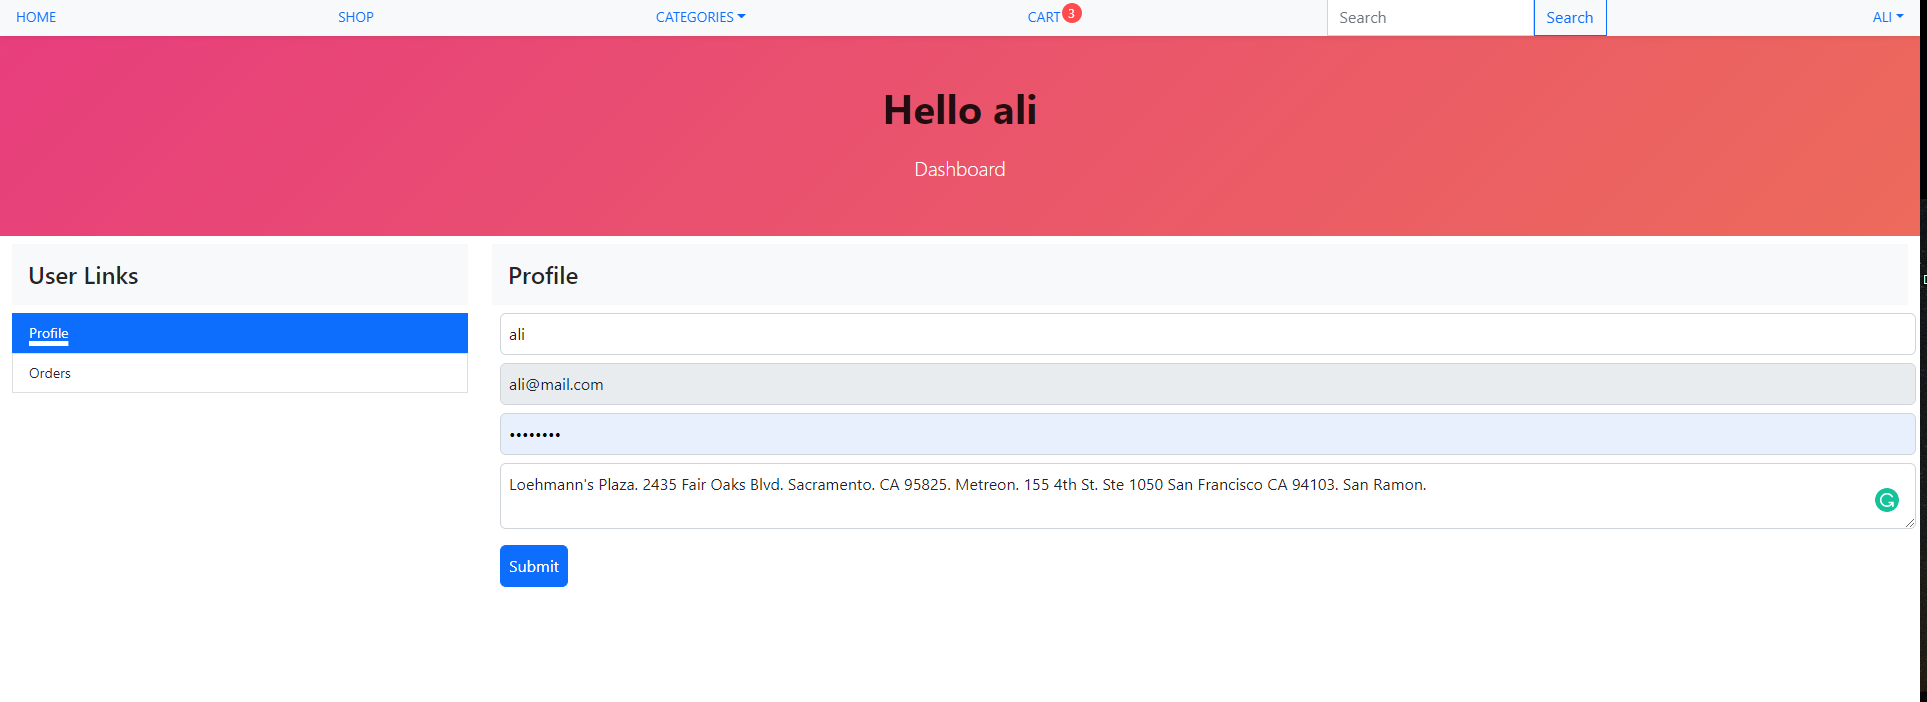 HOME SHOP CATEGORIES CART 3 Search Search ALI
Hello ali
Dashboard
User Links
Profile
Orders
Profile
ali
ali@mail.com
••••••••
Loehmann's Plaza. 2435 Fair Oaks Blvd. Sacramento. CA 95825. Metreon. 155 4th St. Ste 1050 San Francisco CA 94103. San Ramon.
Submit